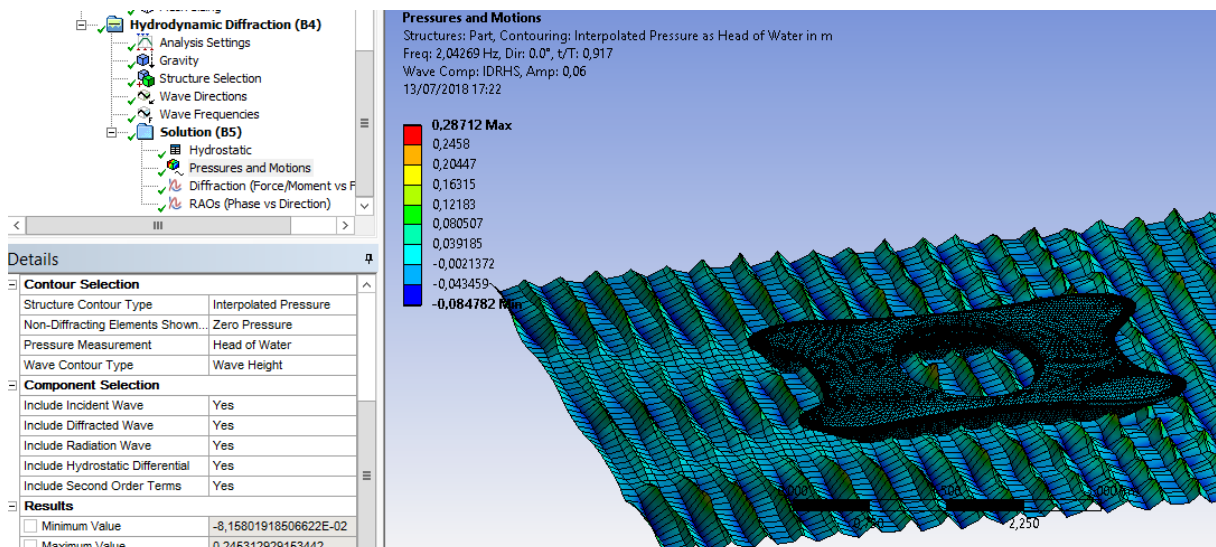 Hydrodynamic Diffraction (B4)
Analysis Settings
Gravity
Structure Selection
Wave Directions
Wave Frequencies
Solution (B5)
Hydrostatic
Pressures and Motions
Diffraction (Force/Moment vs F
RAOs (Phase vs Direction)
Details
Contour Selection
Structure Contour Type Interpolated Pressure
Non-Diffracting Elements Shown... Zero Pressure
Pressure Measurement Head of Water
Wave Contour Type Wave Height
Component Selection
Include Incident Wave Yes
Include Diffracted Wave Yes
Include Radiation Wave Yes
Include Hydrostatic Differential Yes
Include Second Order Terms Yes
Results
Minimum Value -8,15801918506622E-02
Maximum Value 0,245312929153442
Pressures and Motions
Structures: Part, Contouring: Interpolated Pressure as Head of Water in m
Freq: 2,04269 Hz, Dir: 0.0°, t/T: 0,917
Wave Comp: IDRHS, Amp: 0,06
13/07/2018 17:22
0,28712 Max
0,2458
0,20447
0,16315
0,12183
0,080507
0,039185
-0,0021372
-0,043459
-0,084782 Min
2,250